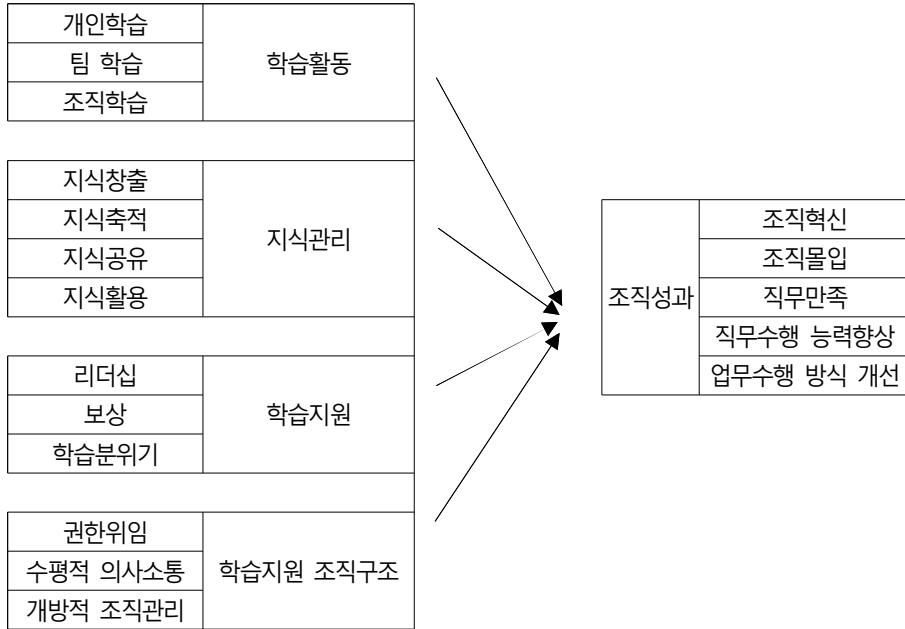 개인학습
팀 학습
조직학습
학습활동
지식창출
지식축적
지식공유
지식활용
지식관리
리더십
보상
학습분위기
학습지원
권한위임
수평적 의사소통
개방적 조직관리
학습지원 조직구조
조직성과
조직혁신
조직몰입
직무만족
직무수행 능력향상
업무수행 방식 개선